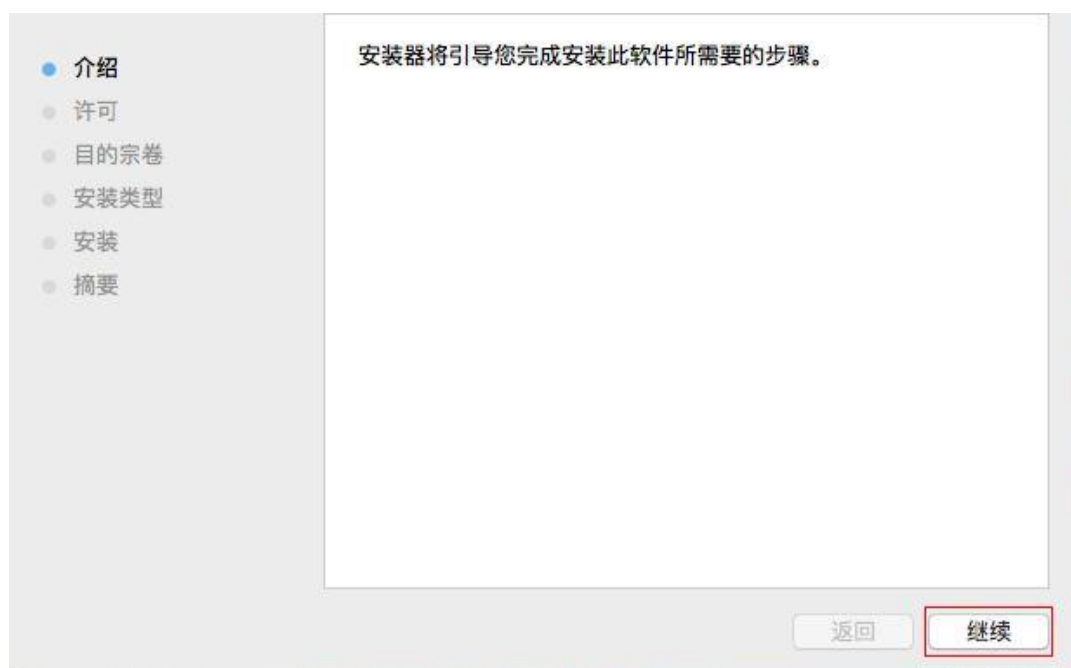 介绍
许可
目的宗卷
安装类型
安装
摘要
安装器将引导您完成安装此软件所需要的步骤。
返回
继续